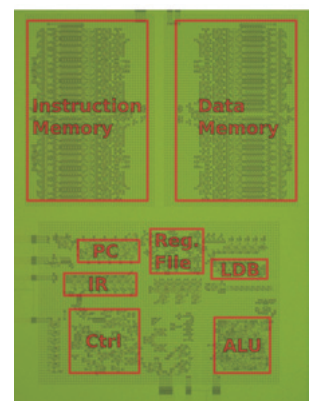 Instruction
Memory
Data
Memory
PC
Reg.
File
LDB
IR
Ctrl
ALU